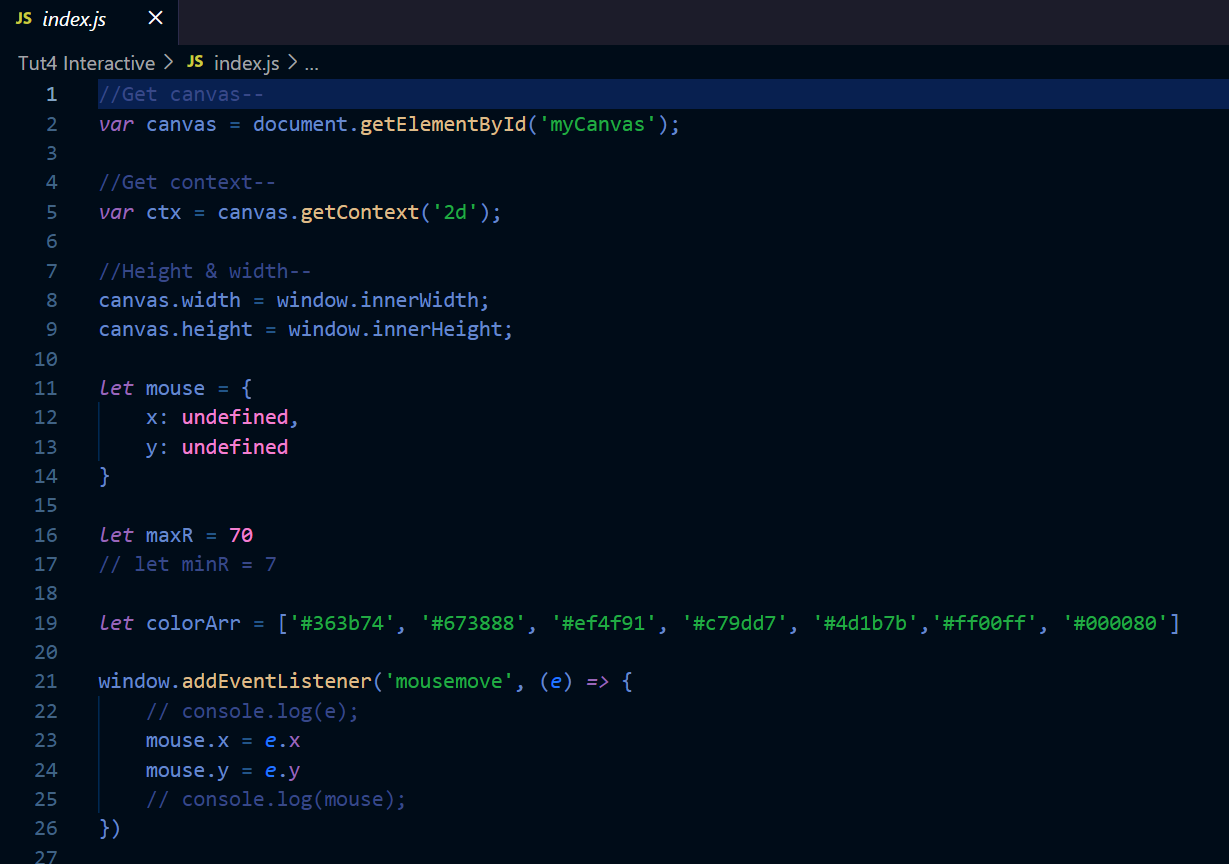 JS index.js ×
Tut4 Interactive > JS index.js > ...
1 //Get canvas--
2 var canvas = document.getElementById('myCanvas');
3
4 //Get context--
5 var ctx = canvas.getContext('2d');
6
7 //Height & width--
8 canvas.width = window.innerWidth;
9 canvas.height = window.innerHeight;
10
11 let mouse = {
12     x: undefined,
13     y: undefined
14 }
15
16 let maxR = 70
17 // let minR = 7
18
19 let colorArr = ['#363b74', '#673888', '#ef4f91', '#c79dd7', '#4d1b7b','#ff00ff', '#000080']
20
21 window.addEventListener('mousemove', (e) => {
22     // console.log(e);
23     mouse.x = e.x
24     mouse.y = e.y
25     // console.log(mouse);
26 })
27